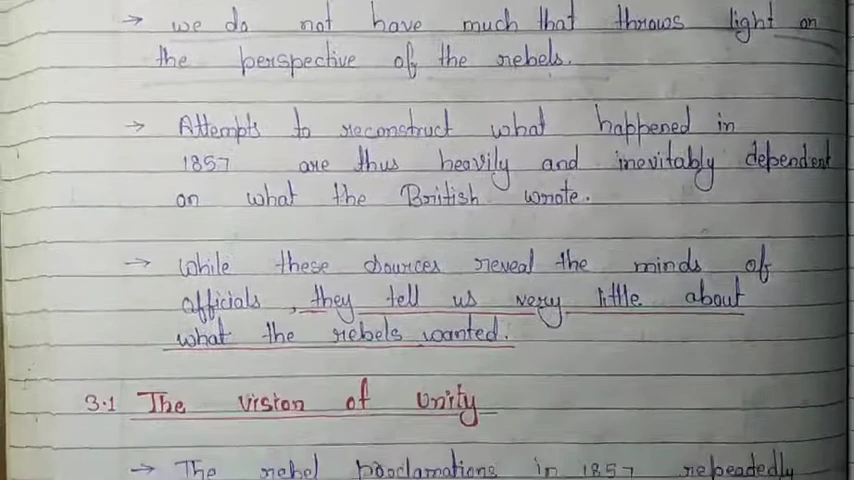 → we do not have much that throws light on
the perspective of the rebels.
→ Attempts to reconstruct what happened in
1857 are thus heavily and inevitably dependent
on what the British wrote.
→ While these sources reveal the minds of
officials, they tell us very little about
what the rebels wanted.
3.1 The vision of Unity
→ The rebel proclamations in 1857 repeadedly